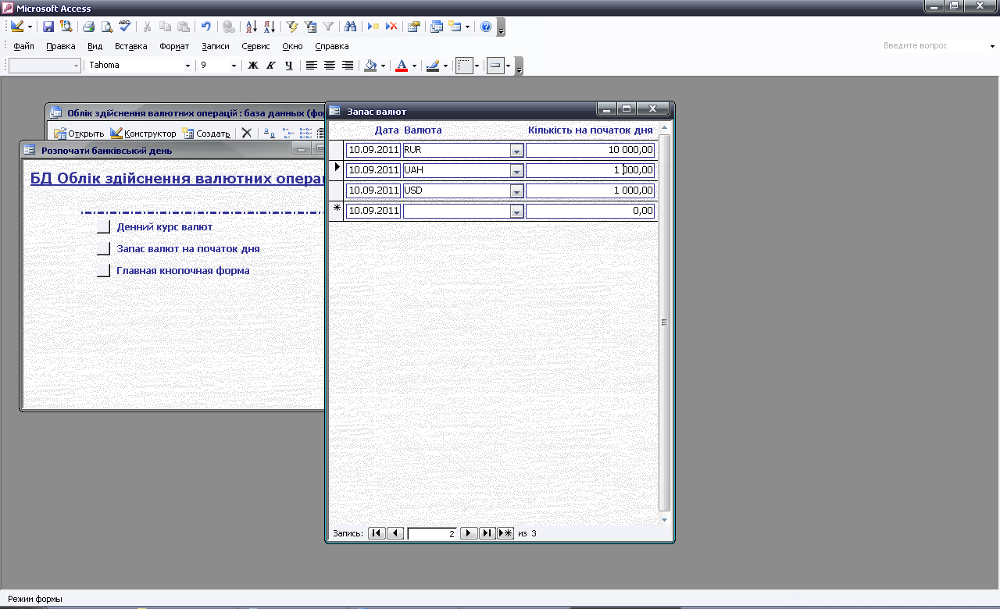 Microsoft Access
Файл Правка Вид Вставка Формат Записи Сервис Окно Справка
Введите вопрос
Tahoma 9 Ж К Ч
Облік здійснення валютних операцій : база данных (фор
Открыть Конструктор Создать
Розпочати банківський день
БД Облік здійснення валютних опера
Денний курс валют
Запас валют на початок дня
Главная кнопочная форма
Запас валют
Дата Валюта Кількість на початок дня
10.09.2011 RUR 10 000,00
10.09.2011 UAH 1 000,00
10.09.2011 USD 1 000,00
10.09.2011 0,00
Запись: 2 из 3
Режим формы